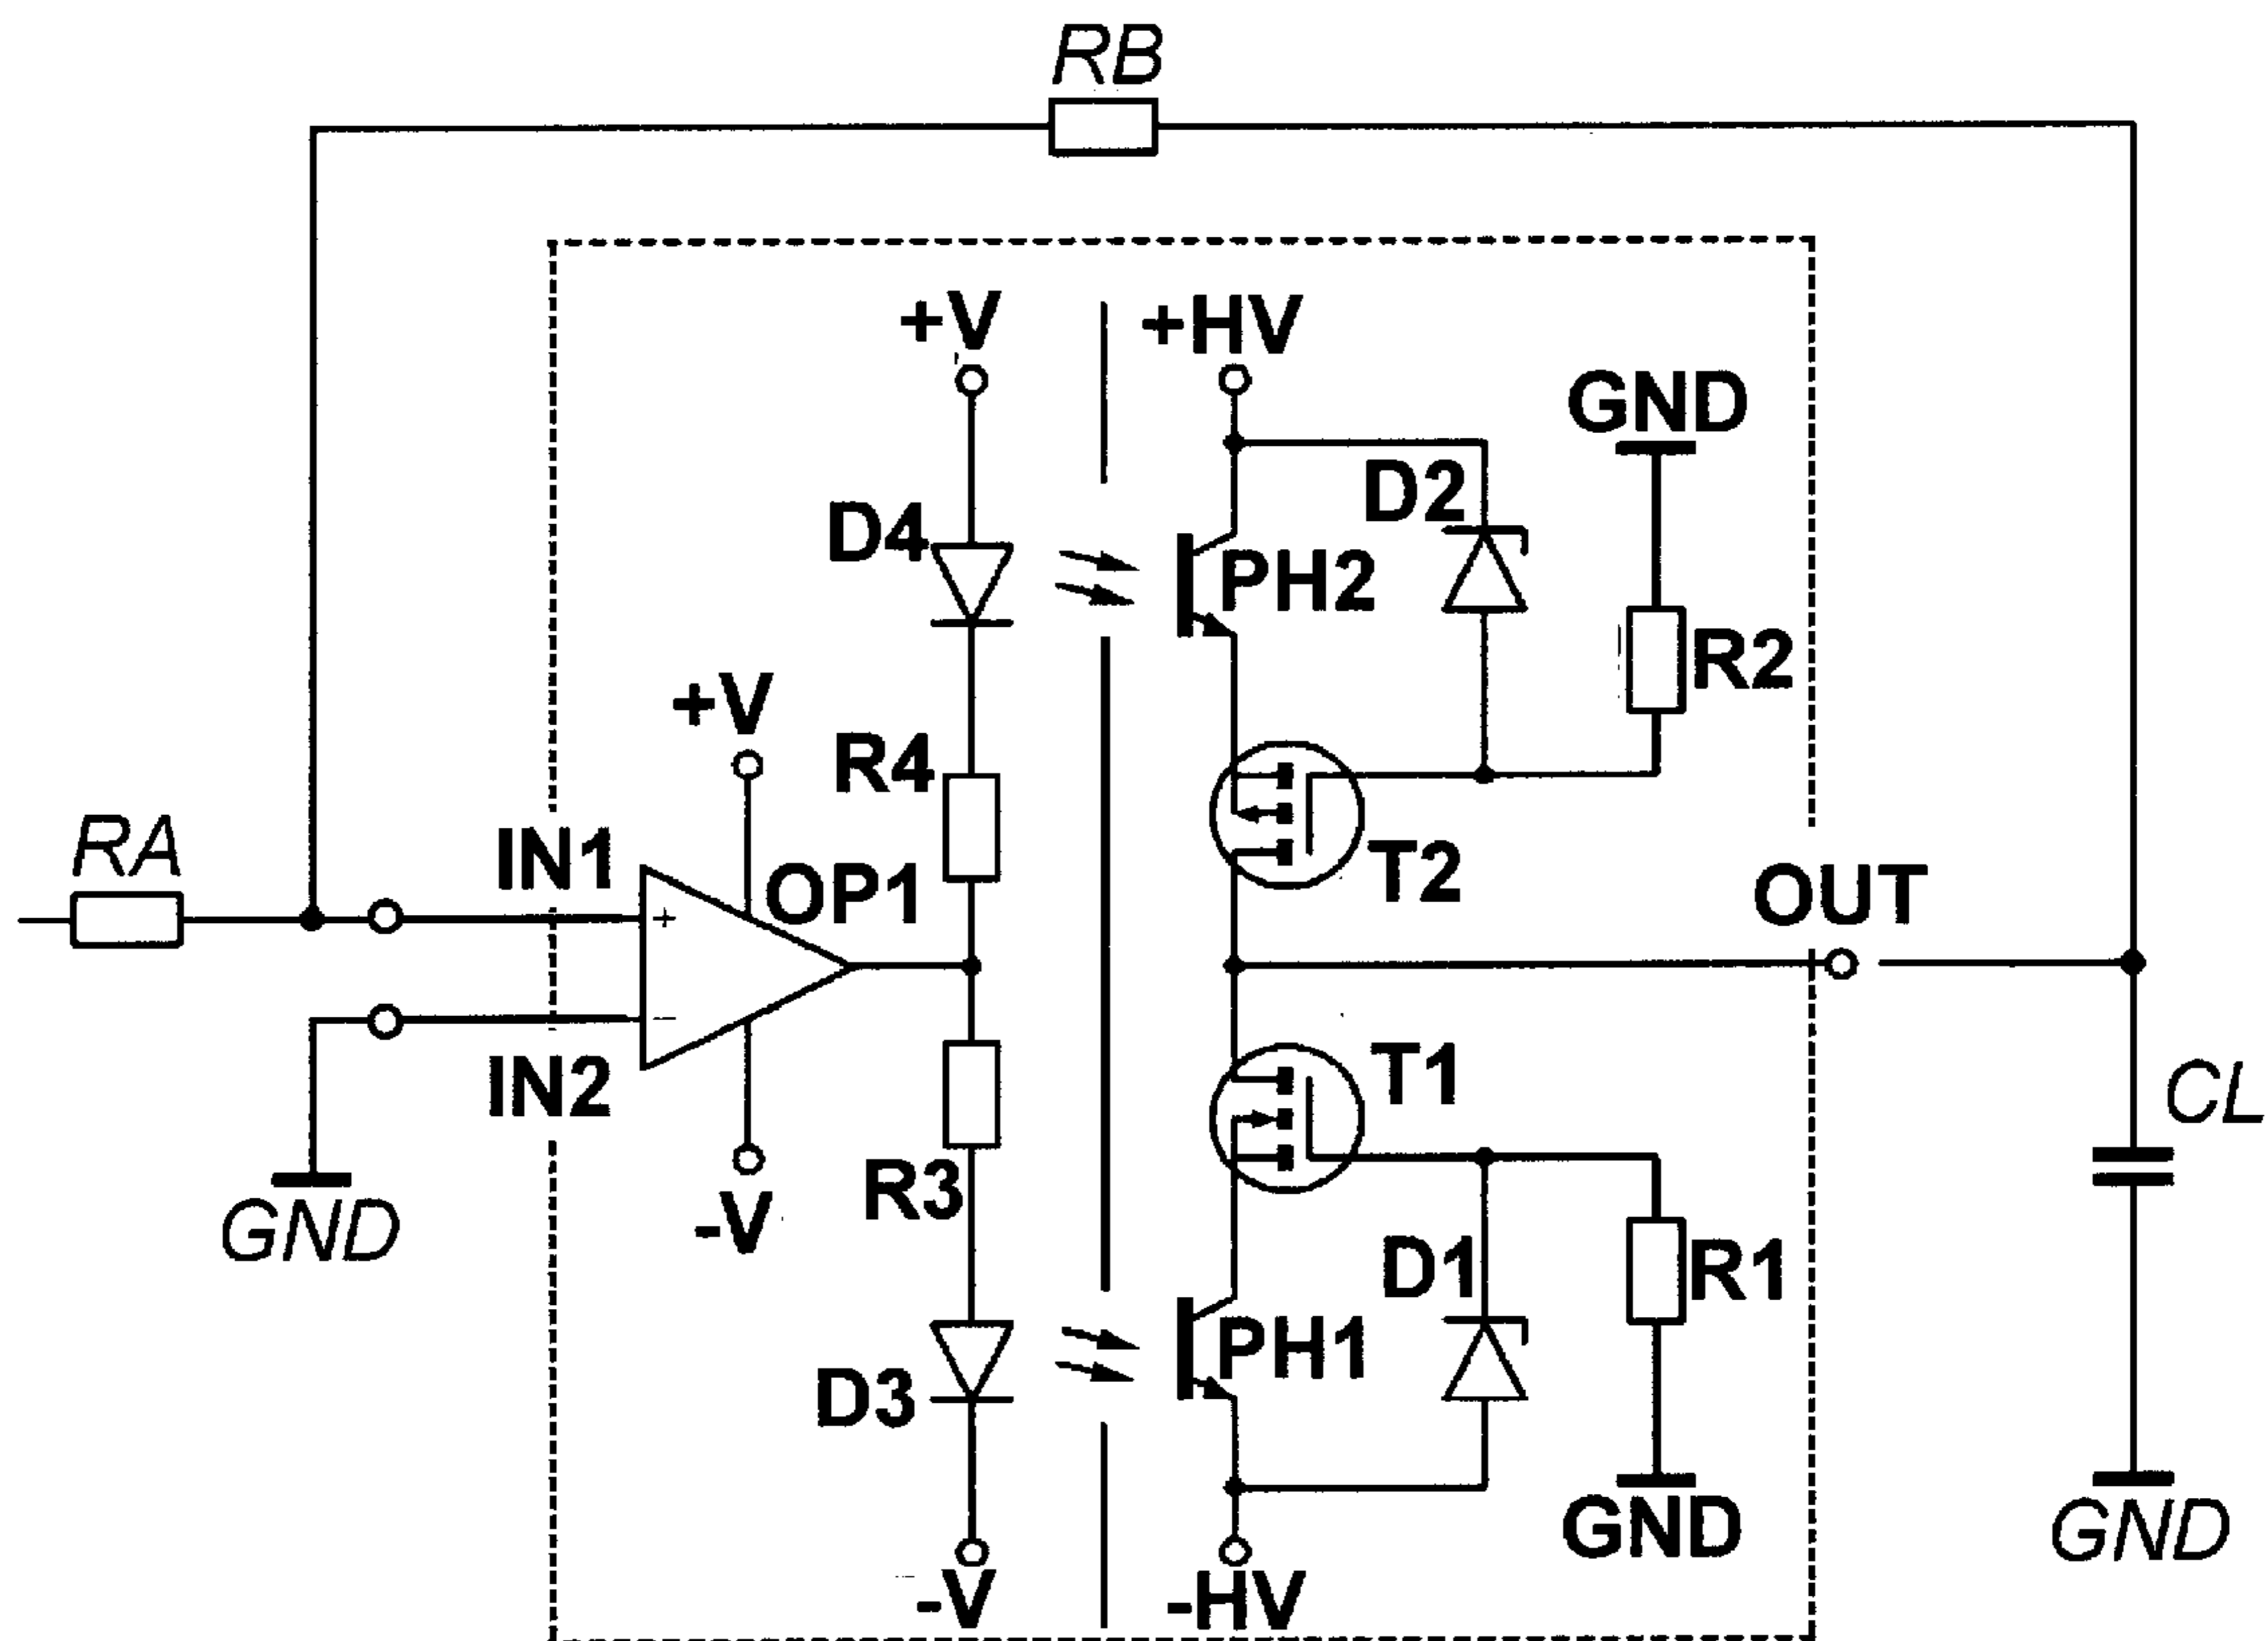 RB
+V
+HV
GND
D4
D2
PH2
R2
+V
R4
RA
IN1
+
OP1
T2
OUT
IN2
−
T1
CL
-V
R3
GND
D1
R1
D3
PH1
GND
GND
-V
-HV